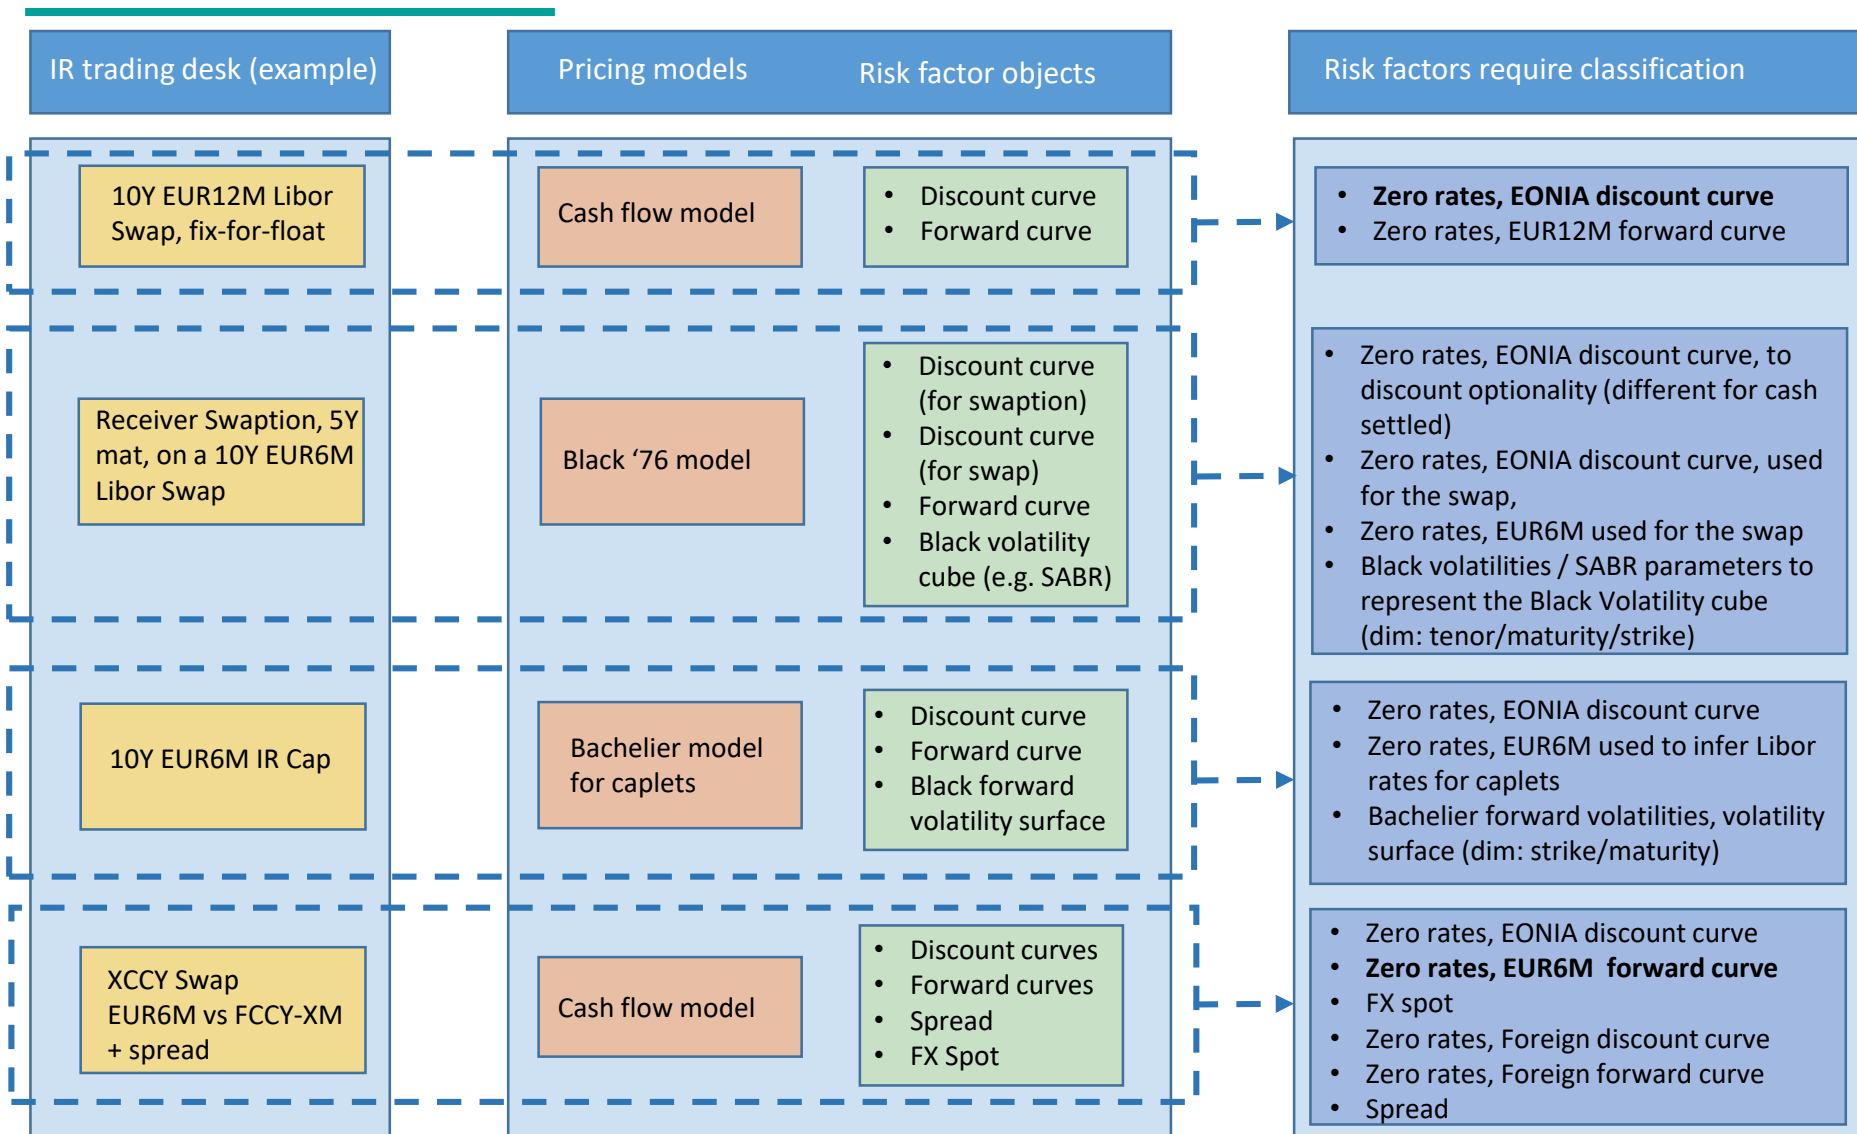 IR trading desk (example)
Pricing models
Risk factor objects
Risk factors require classification
10Y EUR12M Libor
Swap, fix-for-float
Cash flow model
• Discount curve
• Forward curve
• Zero rates, EONIA discount curve
• Zero rates, EUR12M forward curve
Receiver Swaption, 5Y
mat, on a 10Y EUR6M
Libor Swap
Black ‘76 model
• Discount curve
(for swaption)
• Discount curve
(for swap)
• Forward curve
• Black volatility
cube (e.g. SABR)
• Zero rates, EONIA discount curve, to
discount optionality (different for cash
settled)
• Zero rates, EONIA discount curve, used
for the swap,
• Zero rates, EUR6M used for the swap
• Black volatilities / SABR parameters to
represent the Black Volatility cube
(dim: tenor/maturity/strike)
10Y EUR6M IR Cap
Bachelier model
for caplets
• Discount curve
• Forward curve
• Black forward
volatility surface
• Zero rates, EONIA discount curve
• Zero rates, EUR6M used to infer Libor
rates for caplets
• Bachelier forward volatilities, volatility
surface (dim: strike/maturity)
XCCY Swap
EUR6M vs FCCY-XM
+ spread
Cash flow model
• Discount curves
• Forward curves
• Spread
• FX Spot
• Zero rates, EONIA discount curve
• Zero rates, EUR6M  forward curve
• FX spot
• Zero rates, Foreign discount curve
• Zero rates, Foreign forward curve
• Spread